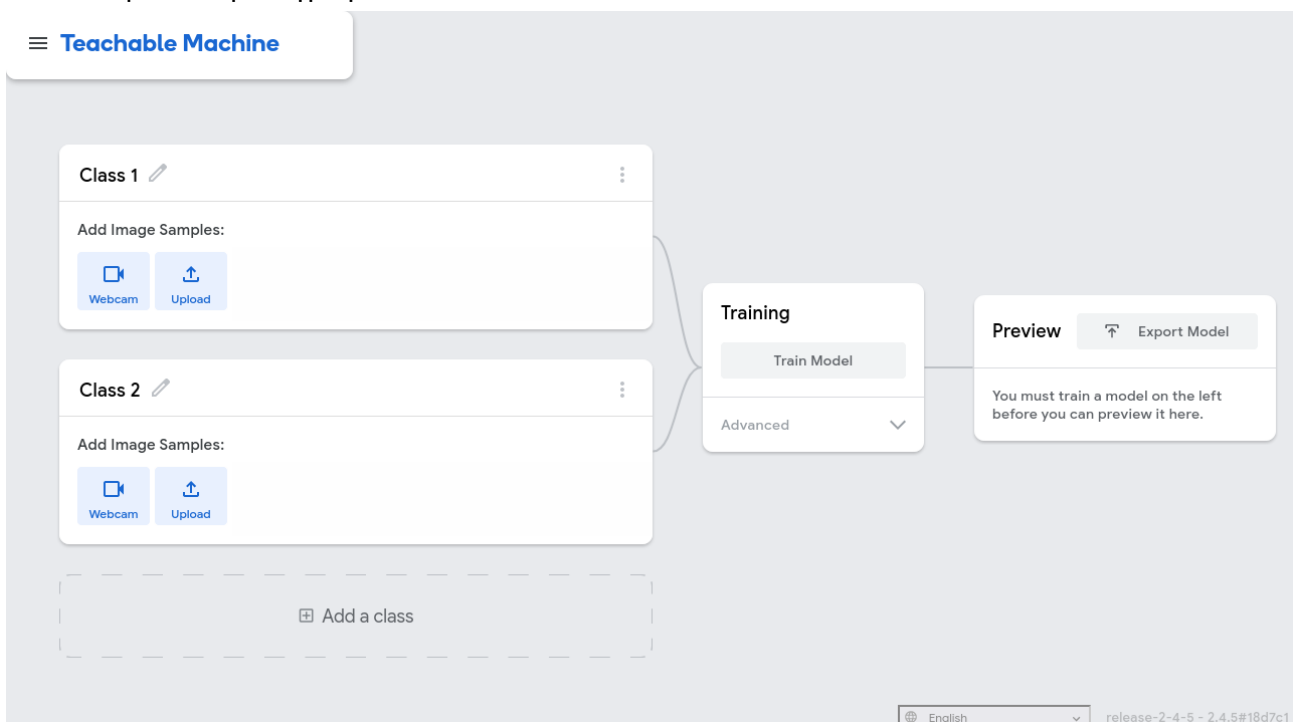 Teachable Machine
Class 1
Add Image Samples:
Webcam
Upload
Class 2
Add Image Samples:
Webcam
Upload
Add a class
Training
Train Model
Advanced
Preview
Export Model
You must train a model on the left
before you can preview it here.
English
release-2-4-5 - 2.4.5#18d7c1